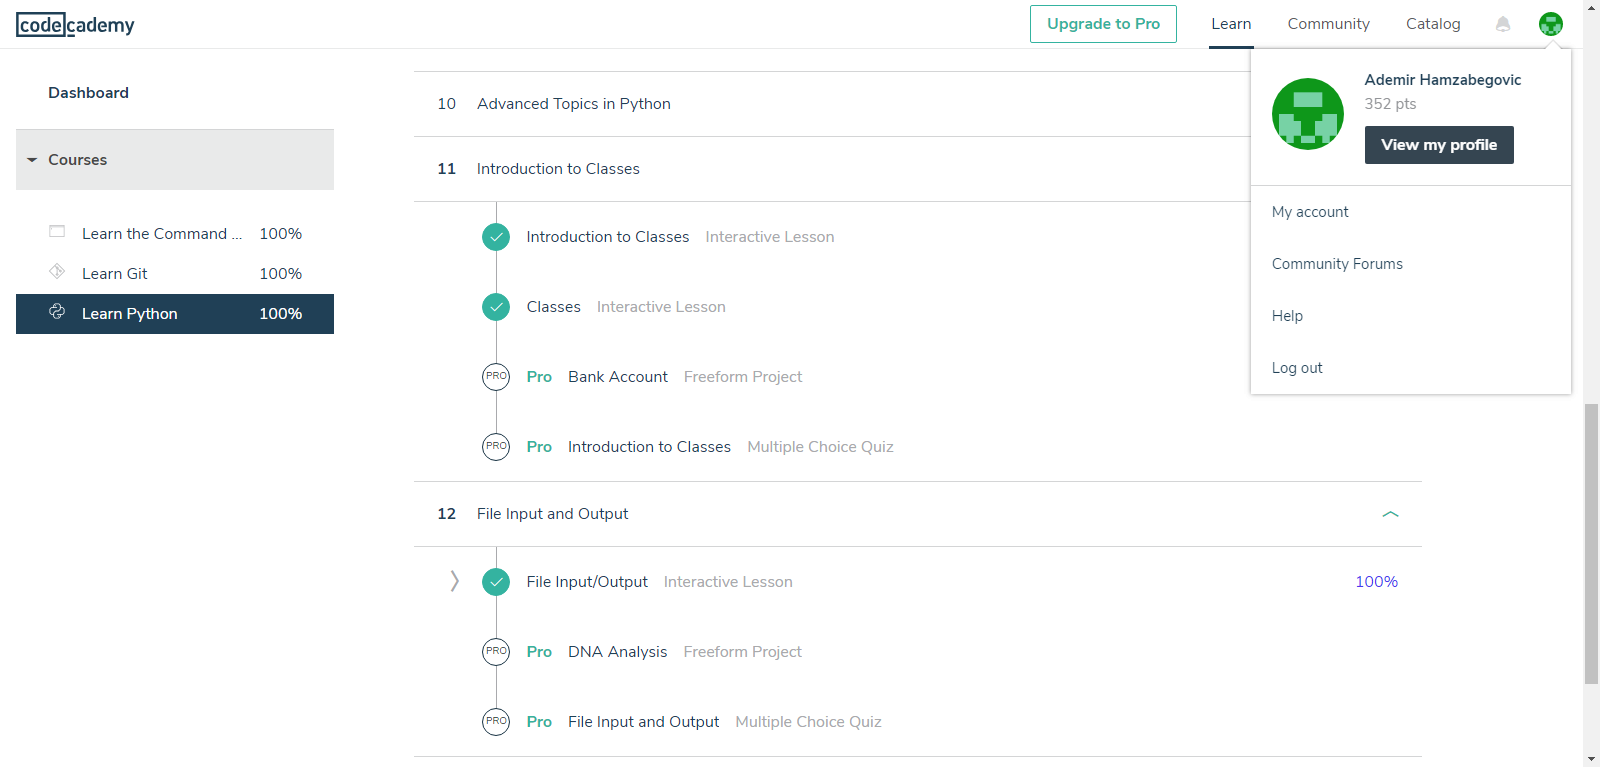 codecademy
Upgrade to Pro Learn Community Catalog
Dashboard
Courses
Learn the Command ... 100%
Learn Git 100%
Learn Python 100%
10 Advanced Topics in Python
11 Introduction to Classes
Introduction to Classes Interactive Lesson
Classes Interactive Lesson
PRO Pro Bank Account Freeform Project
PRO Pro Introduction to Classes Multiple Choice Quiz
12 File Input and Output
File Input/Output Interactive Lesson 100%
PRO Pro DNA Analysis Freeform Project
PRO Pro File Input and Output Multiple Choice Quiz
Ademir Hamzabegovic
352 pts
View my profile
My account
Community Forums
Help
Log out